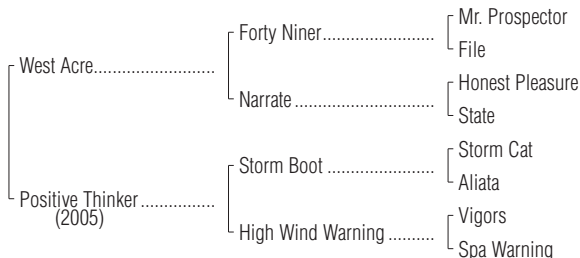 Mr. Prospector
Forty Niner
File
West Acre
Honest Pleasure
Narrate
State
Storm Cat
Storm Boot
Aliata
Positive Thinker
(2005)
Vigors
High Wind Warning
Spa Warning